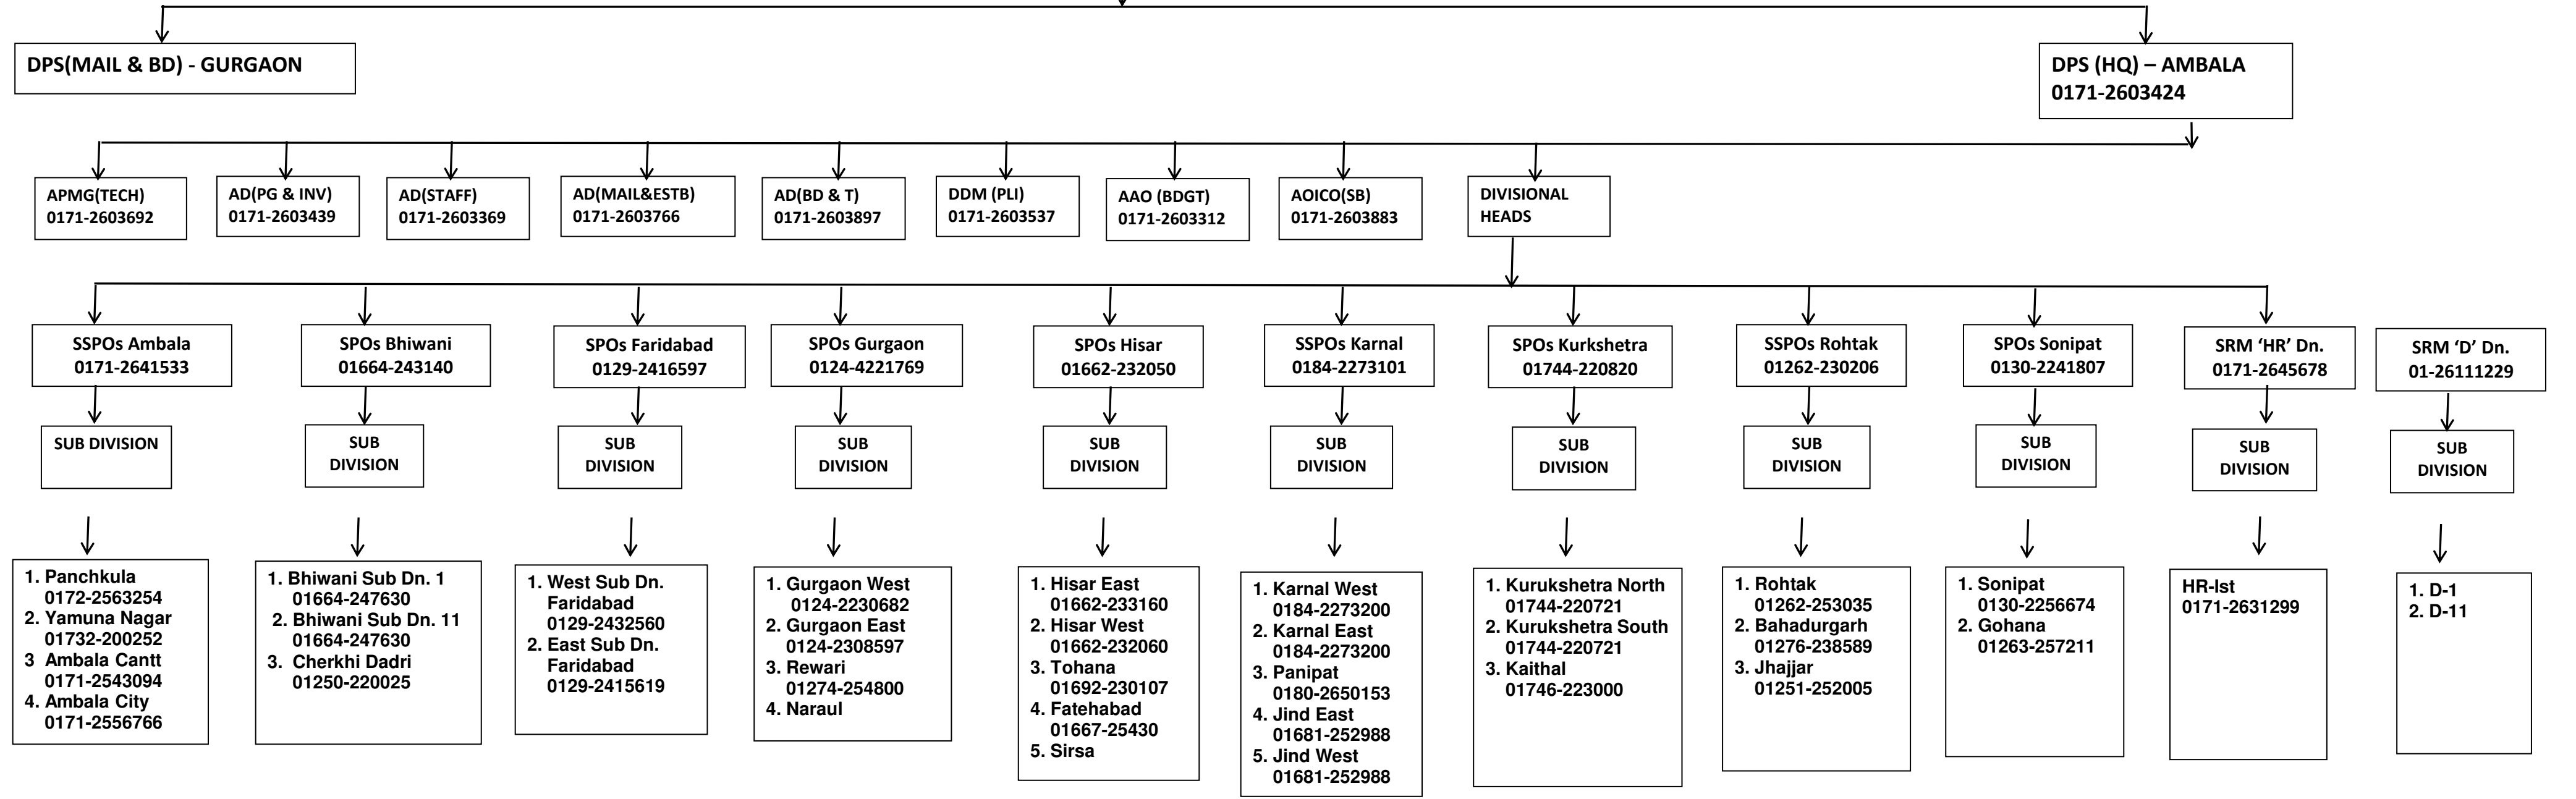 DPS(MAIL & BD) - GURGAON
DPS (HQ) – AMBALA
0171-2603424
APMG(TECH)
0171-2603692
AD(PG & INV)
0171-2603439
AD(STAFF)
0171-2603369
AD(MAIL&ESTB)
0171-2603766
AD(BD & T)
0171-2603897
DDM (PLI)
0171-2603537
AAO (BDGT)
0171-2603312
AOICO(SB)
0171-2603883
DIVISIONAL
HEADS
SSPOs Ambala
0171-2641533
SPOs Bhiwani
01664-243140
SPOs Faridabad
0129-2416597
SPOs Gurgaon
0124-4221769
SPOs Hisar
01662-232050
SSPOs Karnal
0184-2273101
SPOs Kurkshetra
01744-220820
SSPOs Rohtak
01262-230206
SPOs Sonipat
0130-2241807
SRM ‘HR’ Dn.
0171-2645678
SRM ‘D’ Dn.
01-26111229
SUB DIVISION
SUB
DIVISION
SUB
DIVISION
SUB
DIVISION
SUB
DIVISION
SUB
DIVISION
SUB
DIVISION
SUB
DIVISION
SUB
DIVISION
SUB
DIVISION
SUB
DIVISION
1. Panchkula
0172-2563254
2. Yamuna Nagar
01732-200252
3 Ambala Cantt
0171-2543094
4. Ambala City
0171-2556766
1. Bhiwani Sub Dn. 1
01664-247630
2. Bhiwani Sub Dn. 11
01664-247630
3. Cherkhi Dadri
01250-220025
1. West Sub Dn.
Faridabad
0129-2432560
2. East Sub Dn.
Faridabad
0129-2415619
1. Gurgaon West
0124-2230682
2. Gurgaon East
0124-2308597
3. Rewari
01274-254800
4. Naraul
1. Hisar East
01662-233160
2. Hisar West
01662-232060
3. Tohana
01692-230107
4. Fatehabad
01667-25430
5. Sirsa
1. Karnal West
0184-2273200
2. Karnal East
0184-2273200
3. Panipat
0180-2650153
4. Jind East
01681-252988
5. Jind West
01681-252988
1. Kurukshetra North
01744-220721
2. Kurukshetra South
01744-220721
3. Kaithal
01746-223000
1. Rohtak
01262-253035
2. Bahadurgarh
01276-238589
3. Jhajjar
01251-252005
1. Sonipat
0130-2256674
2. Gohana
01263-257211
HR-Ist
0171-2631299
1. D-1
2. D-11